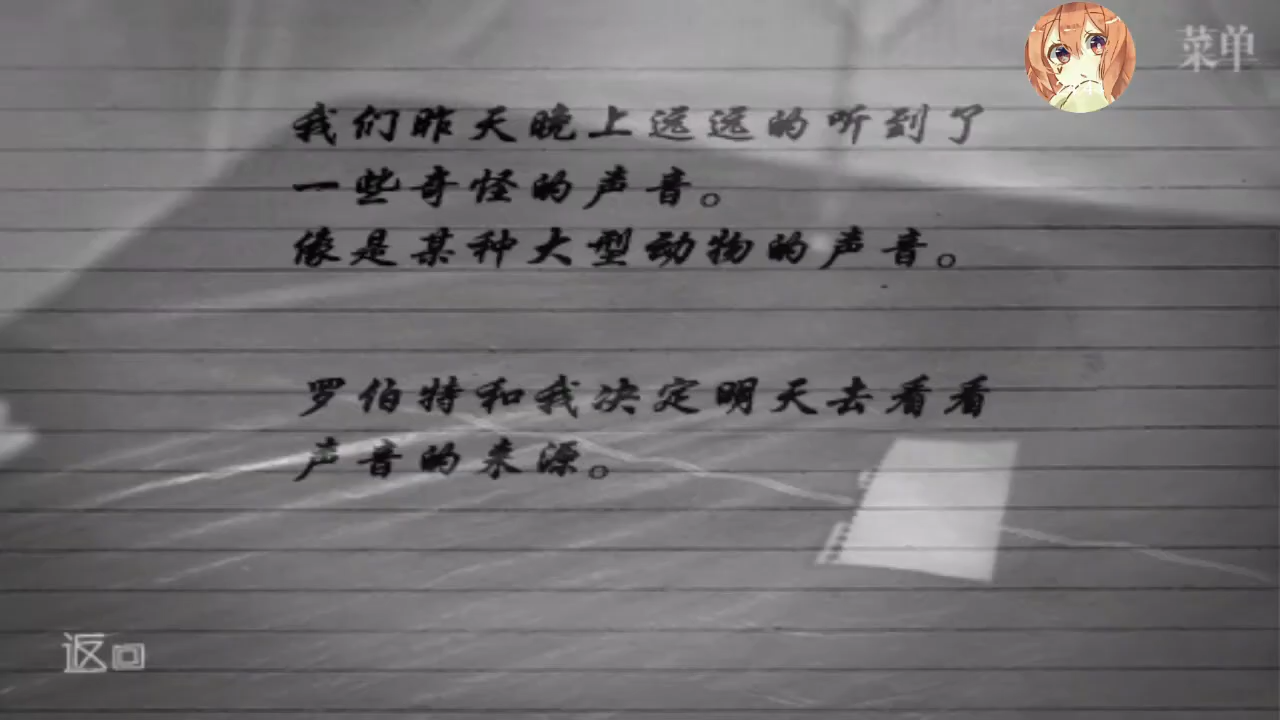 菜单
我们昨天晚上远远的听到了
一些奇怪的声音。
像是某种大型动物的声音。
罗伯特和我决定明天去看看
声音的来源。
返回